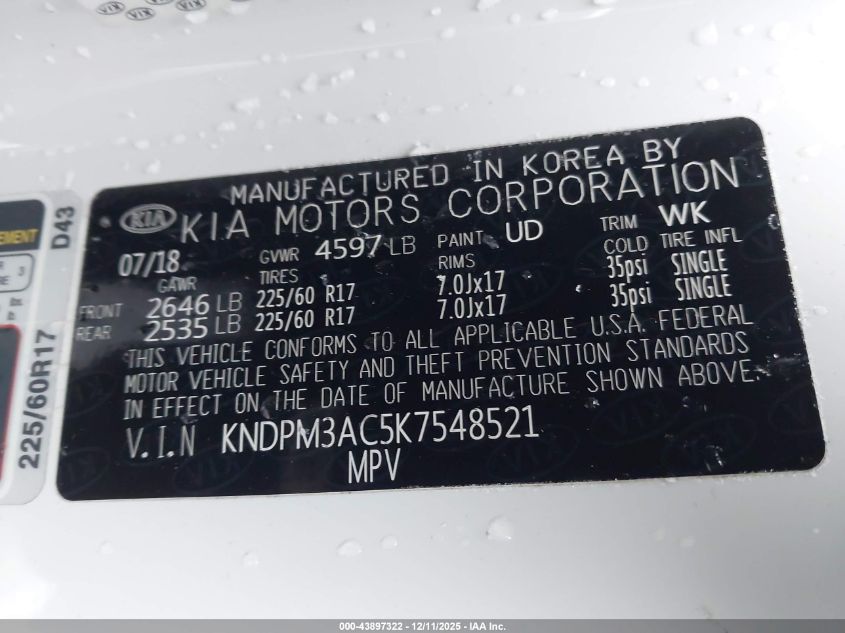 MANUFACTURED IN KOREA BY
KIA KIA MOTORS CORPORATION
07/18 GVWR 4597 LB PAINT UD TRIM WK
GAWR TIRES RIMS COLD TIRE INFL
FRONT 2646 LB 225/60 R17 7.0Jx17 35psi SINGLE
REAR 2535 LB 225/60 R17 7.0Jx17 35psi SINGLE
THIS VEHICLE CONFORMS TO ALL APPLICABLE U.S.A. FEDERAL
MOTOR VEHICLE SAFETY AND THEFT PREVENTION STANDARDS
IN EFFECT ON THE DATE OF MANUFACTURE SHOWN ABOVE.
V.I.N KNDPM3AC5K7548521
MPV
D43
225/60R17
000-43897322 - 12/11/2025 - IAA Inc.